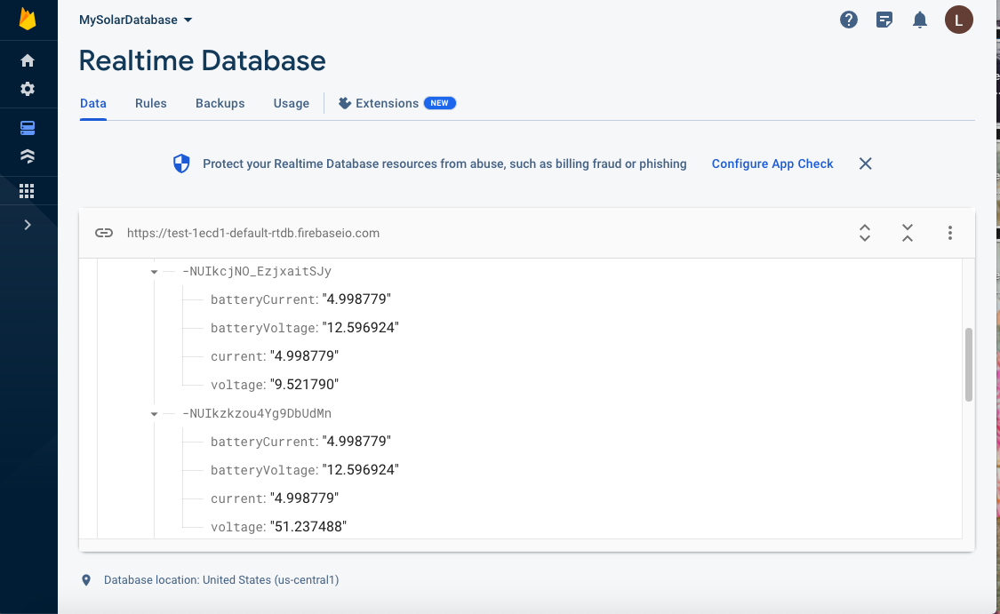 MySolarDatabase
L
Realtime Database
Data Rules Backups Usage Extensions NEW
Protect your Realtime Database resources from abuse, such as billing fraud or phishing Configure App Check
https://test-1ecd1-default-rtdb.firebaseio.com
-NUIkcjNO_EzjxaitSJy
batteryCurrent: "4.998779"
batteryVoltage: "12.596924"
current: "4.998779"
voltage: "9.521790"
-NUIkzkzou4Yg9DbUdMn
batteryCurrent: "4.998779"
batteryVoltage: "12.596924"
current: "4.998779"
voltage: "51.237488"
Database location: United States (us-central1)